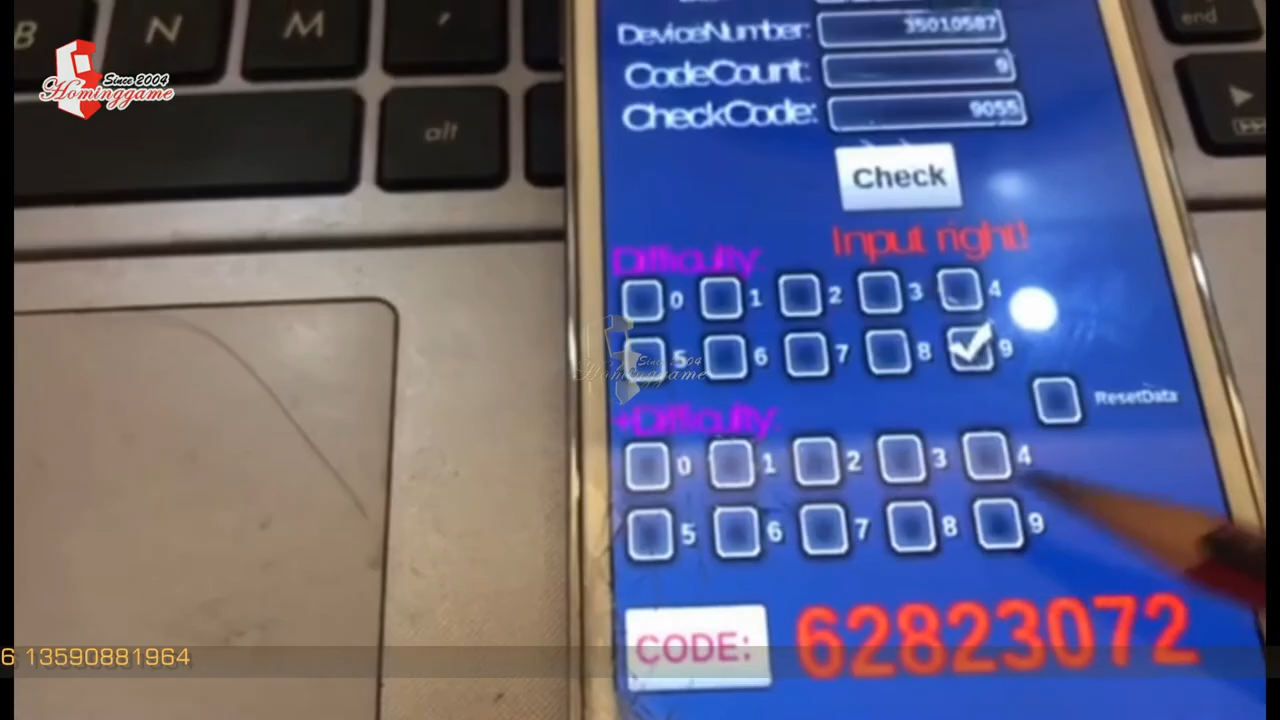 B N M ,
end
Since 2004
Hominggame
alt
DeviceNumber: 35010587
CodeCount: 9
CheckCode: 9055
Check
Input right!
Difficulty:
0 1 2 3 4
5 6 7 8 9
Hominggame
ResetData
+Difficulty:
0 1 2 3 4
5 6 7 8 9
CODE: 62823072
6 13590881964